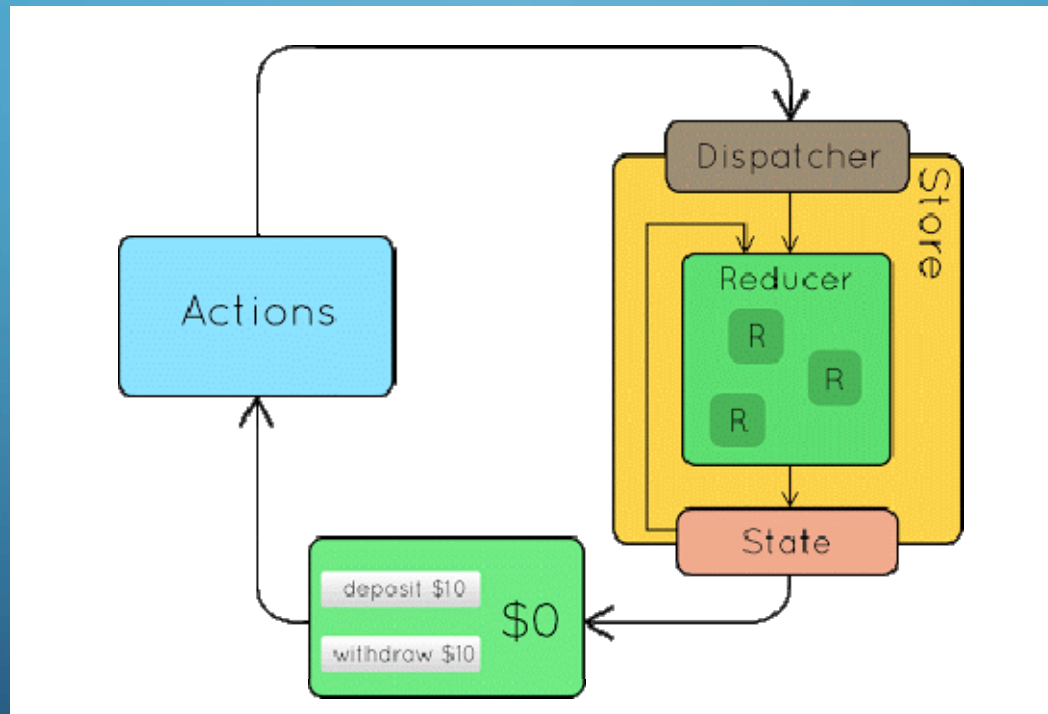 Dispatcher
Store
Reducer
R
R
R
Actions
State
deposit $10
$0
withdraw $10